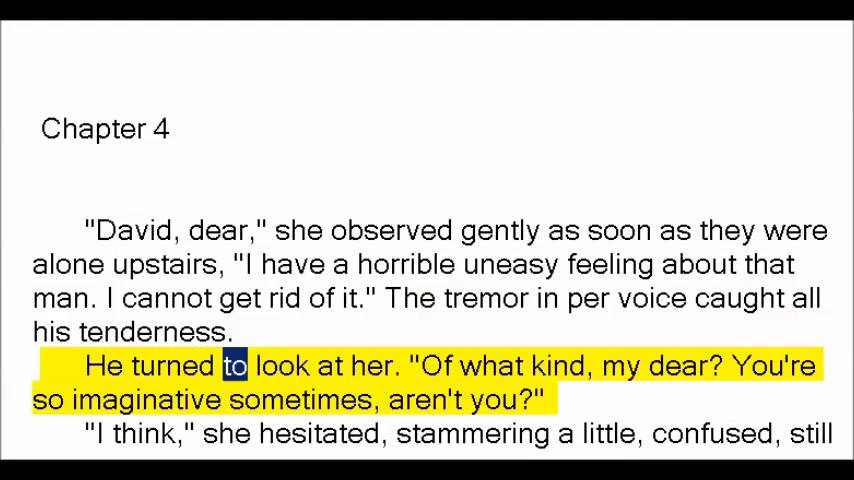 Chapter 4
"David, dear," she observed gently as soon as they were
alone upstairs, "I have a horrible uneasy feeling about that
man. I cannot get rid of it." The tremor in per voice caught all
his tenderness.
He turned to look at her. "Of what kind, my dear? You're
so imaginative sometimes, aren't you?"
"I think," she hesitated, stammering a little, confused, still